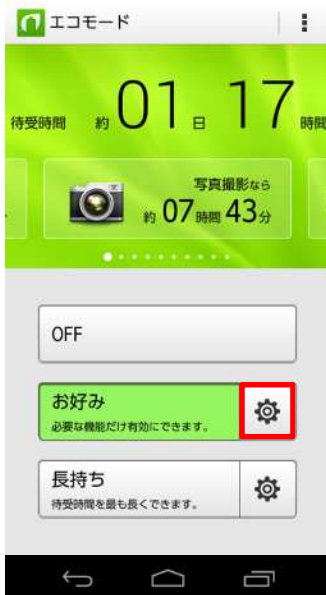 エコモード
待受時間 約 01 日 17 時間
写真撮影なら
約 07 時間 43 分
OFF
お好み
必要な機能だけ有効にできます。
長持ち
待受時間を最も長くできます。